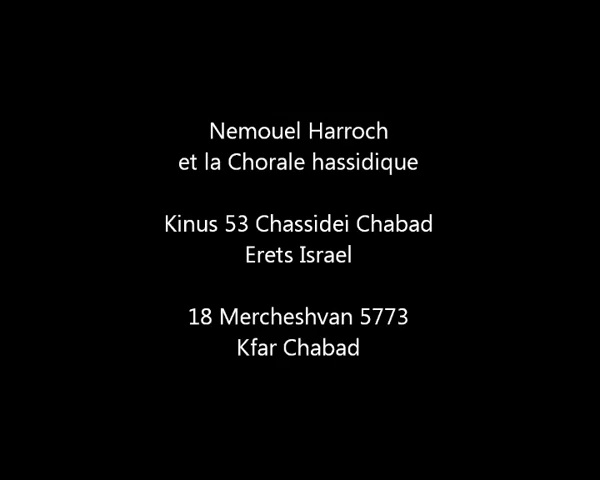 Nemouel Harroch
et la Chorale hassidique
Kinus 53 Chassidei Chabad
Erets Israel
18 Mercheshvan 5773
Kfar Chabad